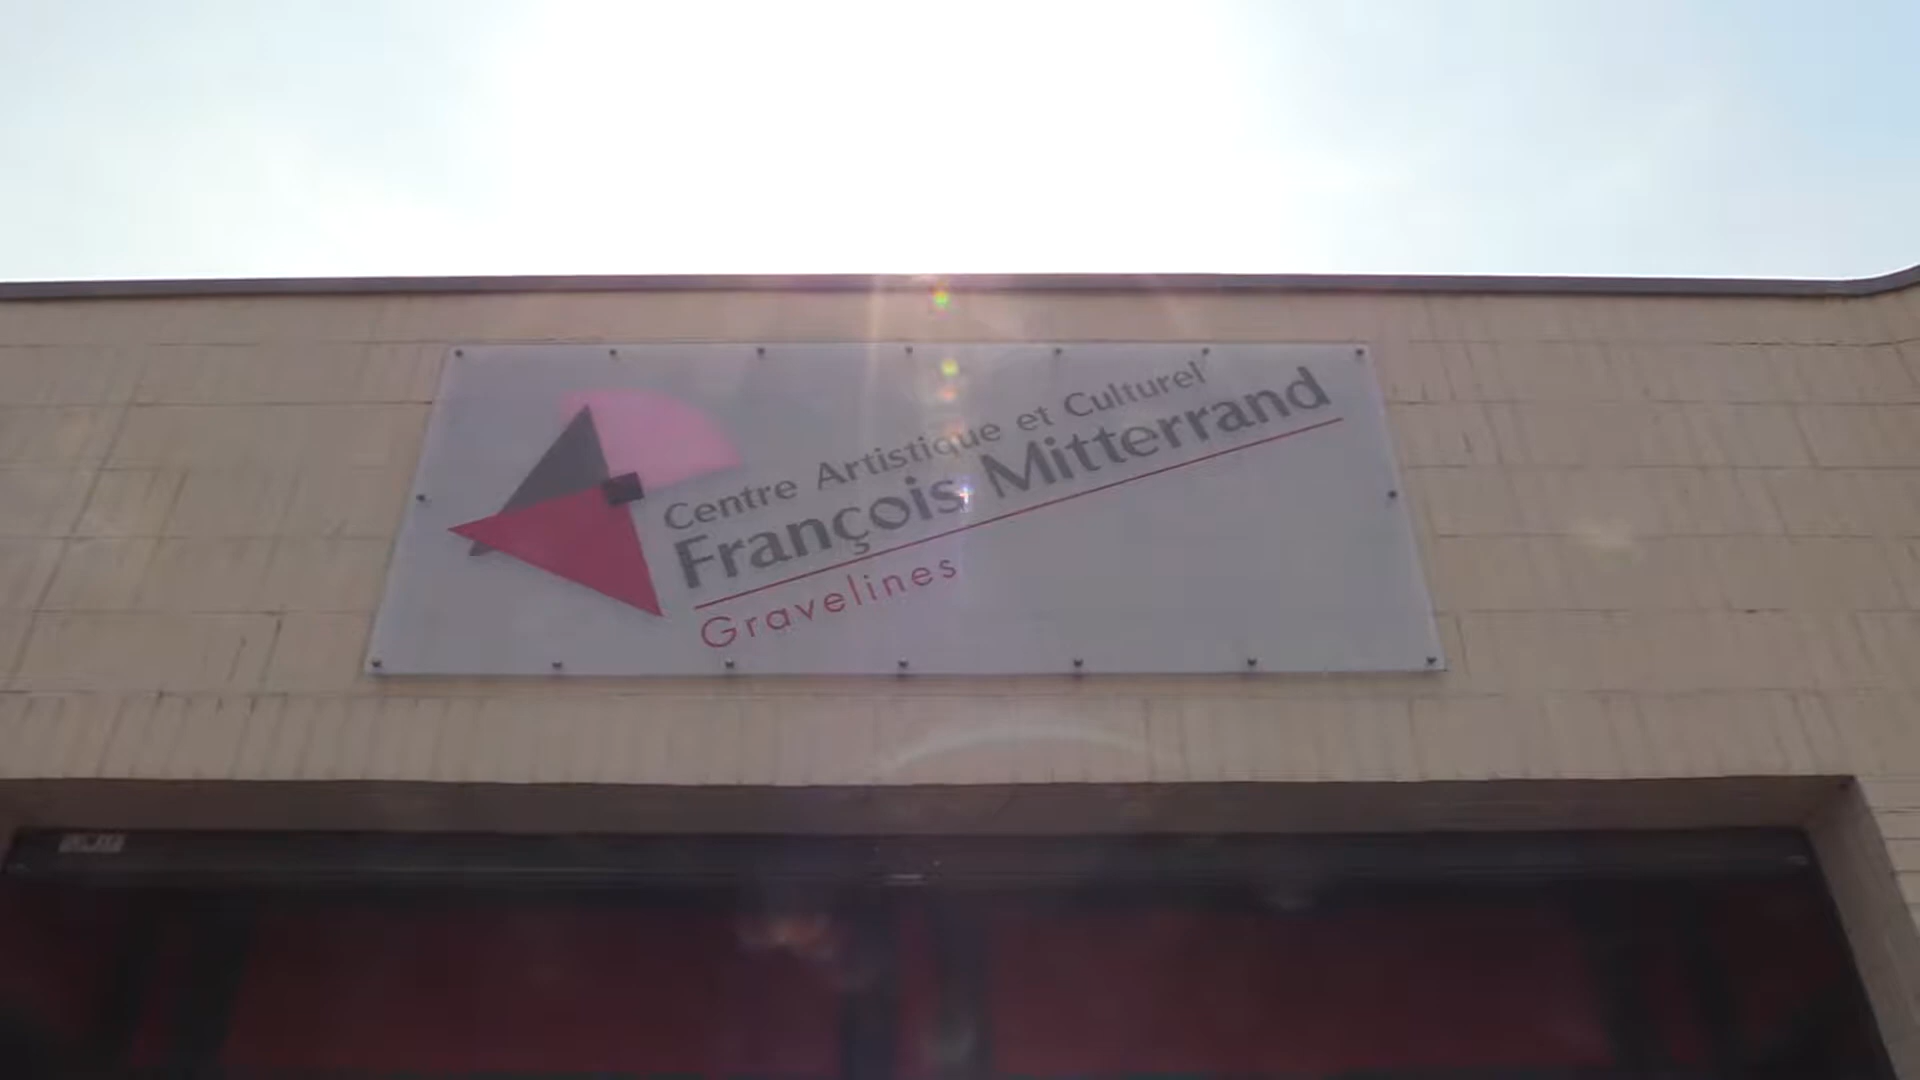 Centre Artistique et Culturel
François Mitterrand
Gravelines